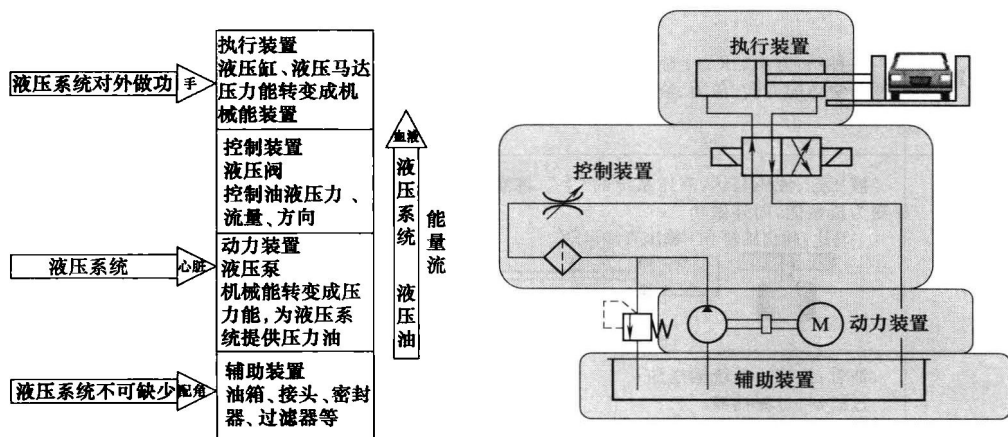 执行装置
液压缸、液压马达
压力能转变成机
械能装置
液压系统对外做功
手
控制装置
液压阀
控制油液压力、
流量、方向
动力装置
液压泵
机械能转变成压
力能,为液压系
统提供压力油
液压系统
心脏
辅助装置
油箱、接头、密封
器、过滤器等
液压系统不可缺少
配角
血液
液压系统 液压油
能量流
执行装置
控制装置
M
动力装置
辅助装置